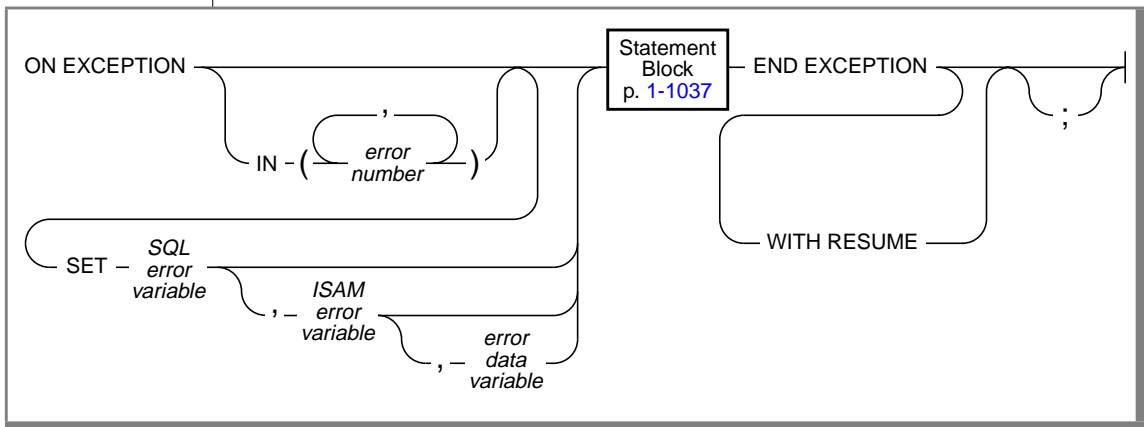 ON EXCEPTION
Statement
Block
p. 1-1037
END EXCEPTION
;
IN
(
,
error
number
)
SET
SQL
error
variable
,
ISAM
error
variable
,
error
data
variable
WITH RESUME